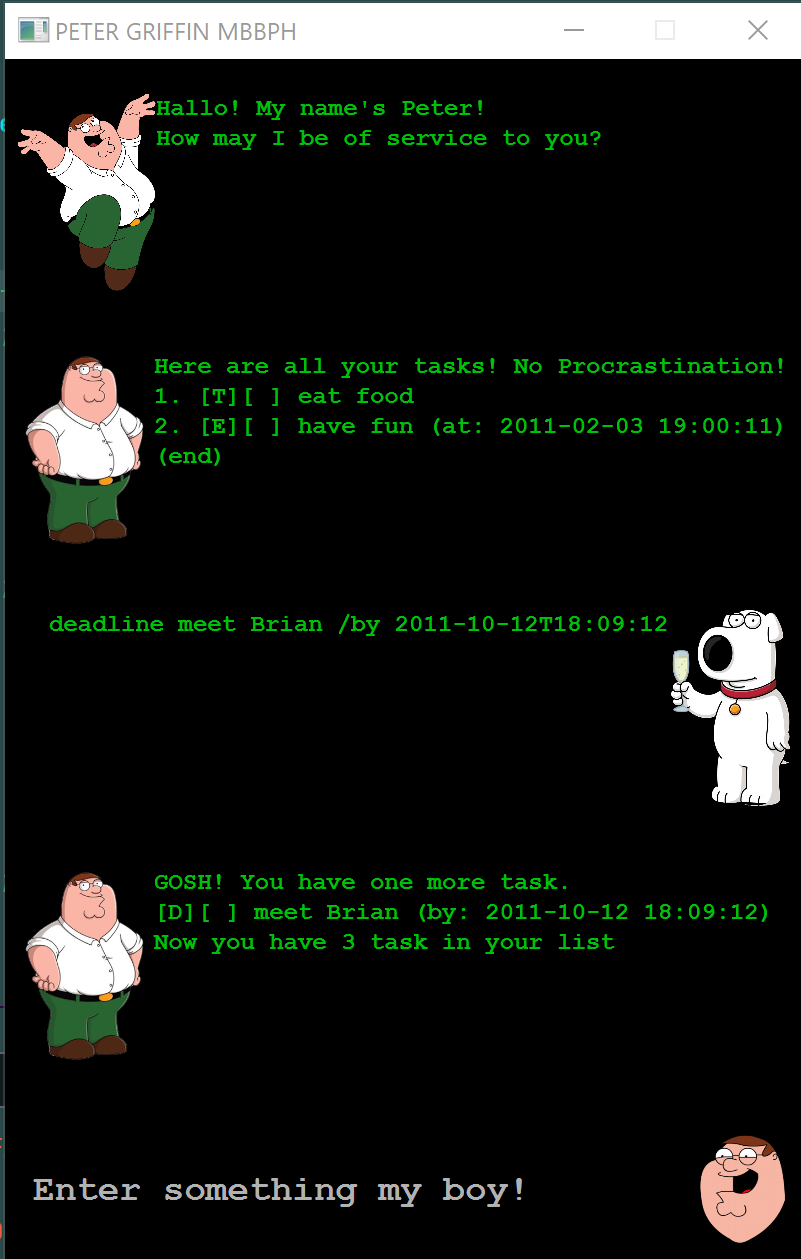 PETER GRIFFIN MBBPH
Hallo! My name's Peter!
How may I be of service to you?
Here are all your tasks! No Procrastination!
1. [T][ ] eat food
2. [E][ ] have fun (at: 2011-02-03 19:00:11)
(end)
deadline meet Brian /by 2011-10-12T18:09:12
GOSH! You have one more task.
[D][ ] meet Brian (by: 2011-10-12 18:09:12)
Now you have 3 task in your list
Enter something my boy!